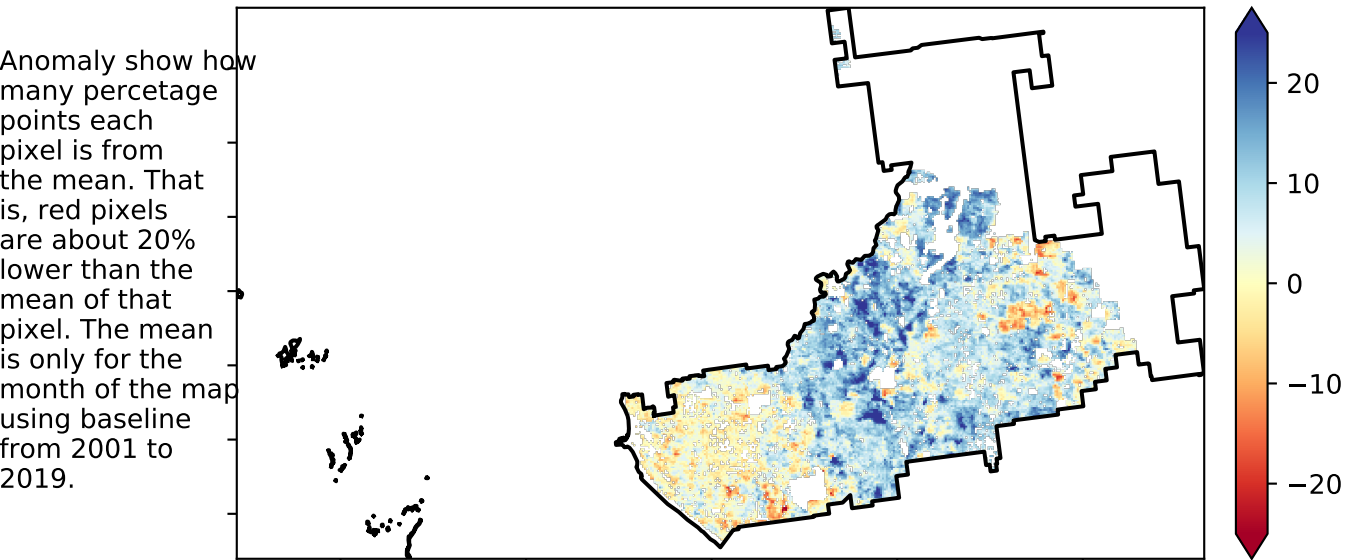 Anomaly show how
many percetage
points each
pixel is from
the mean. That
is, red pixels
are about 20%
lower than the
mean of that
pixel. The mean
is only for the
month of the map
using baseline
from 2001 to
2019.
20
10
0
−10
−20